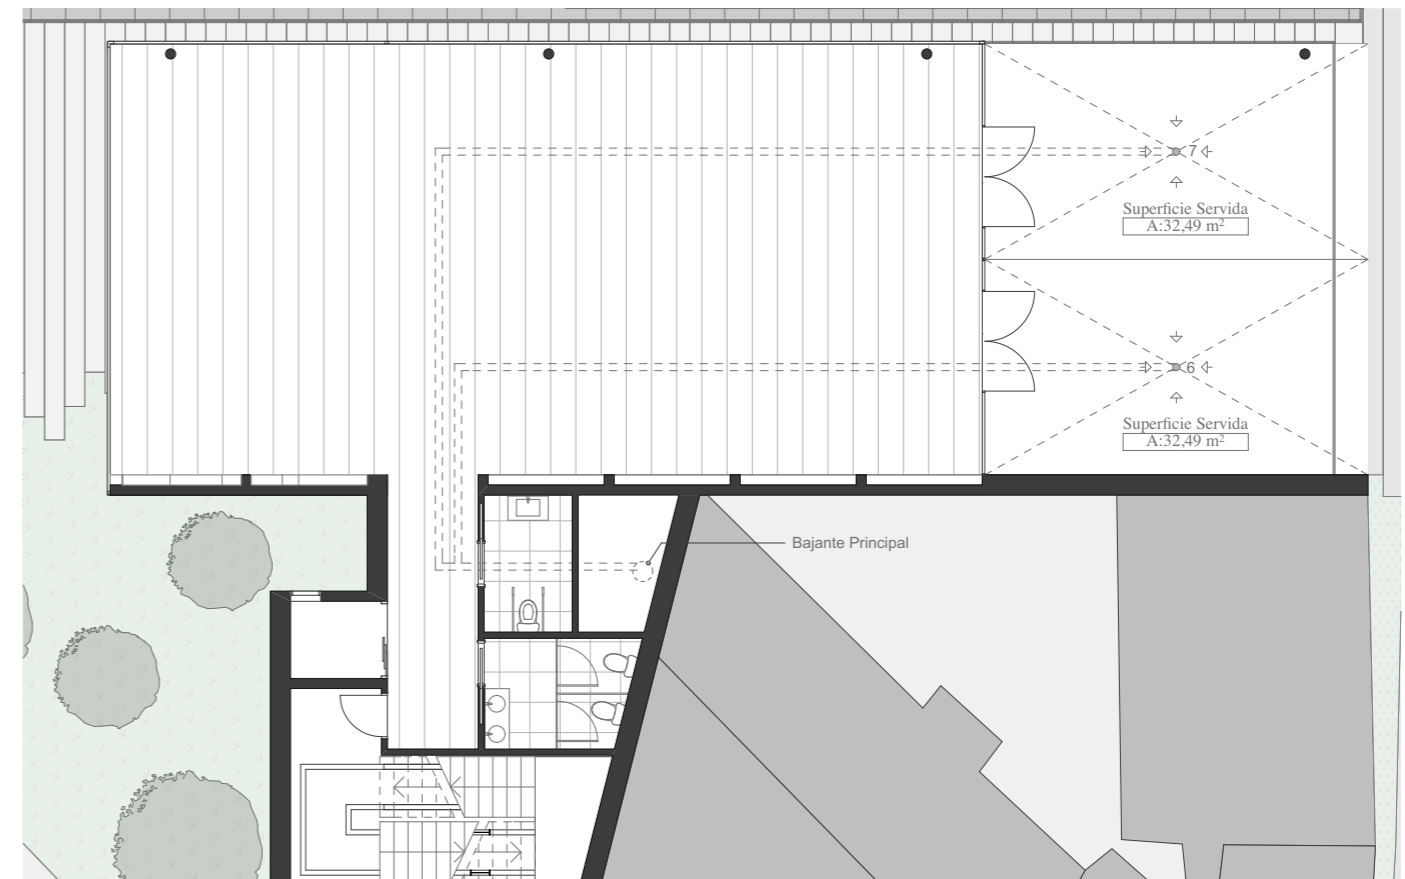 7
Superficie Servida
A:32,49 m²
6
Superficie Servida
A:32,49 m²
Bajante Principal